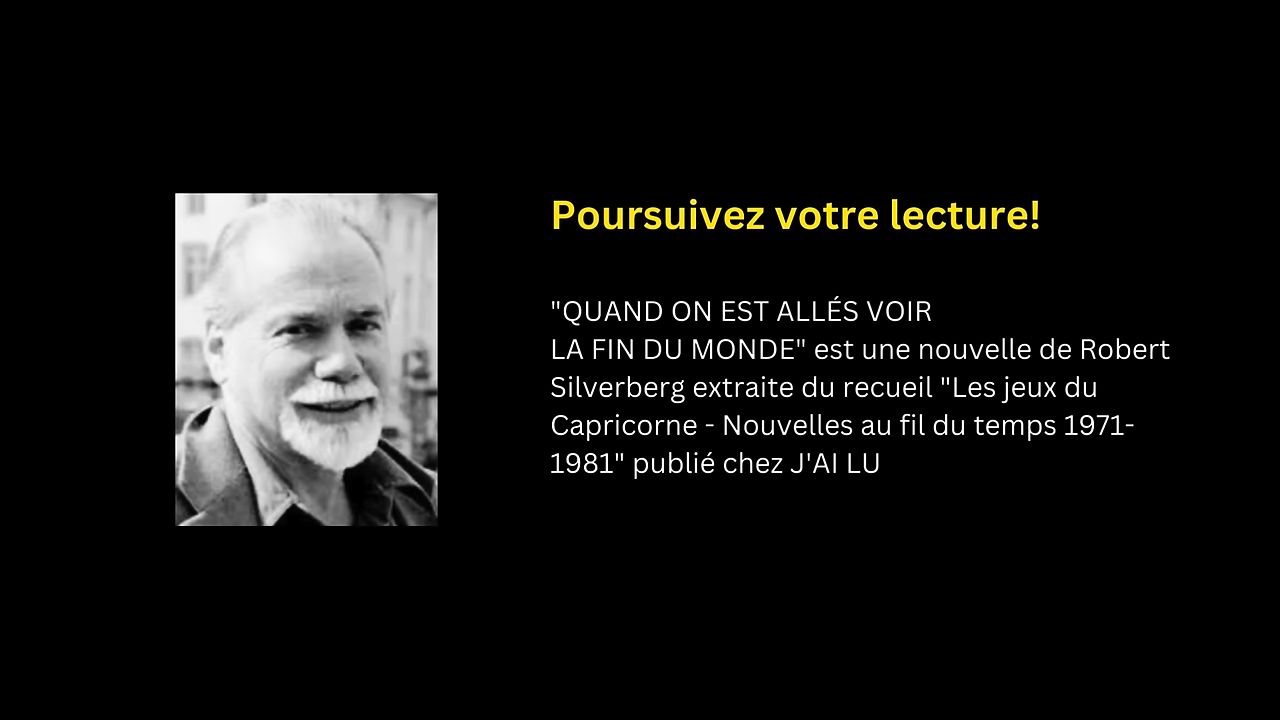 Poursuivez votre lecture!
"QUAND ON EST ALLÉS VOIR
LA FIN DU MONDE" est une nouvelle de Robert
Silverberg extraite du recueil "Les jeux du
Capricorne - Nouvelles au fil du temps 1971-
1981" publié chez J'AI LU